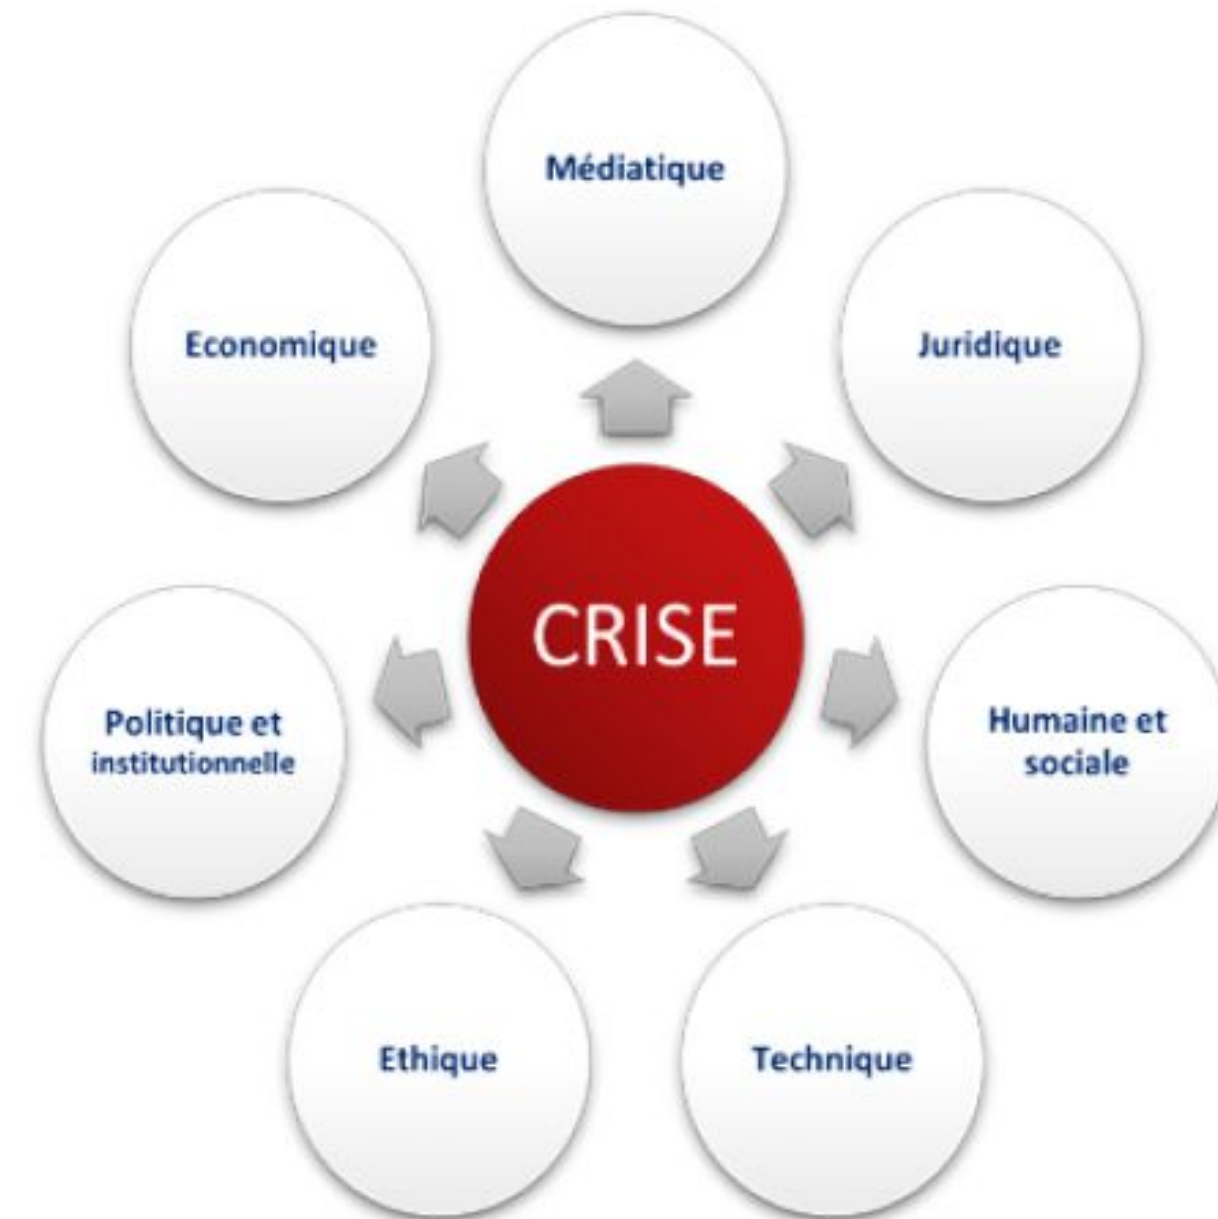 Médiatique
Economique
Juridique
CRISE
Politique et
institutionnelle
Humaine et
sociale
Ethique
Technique